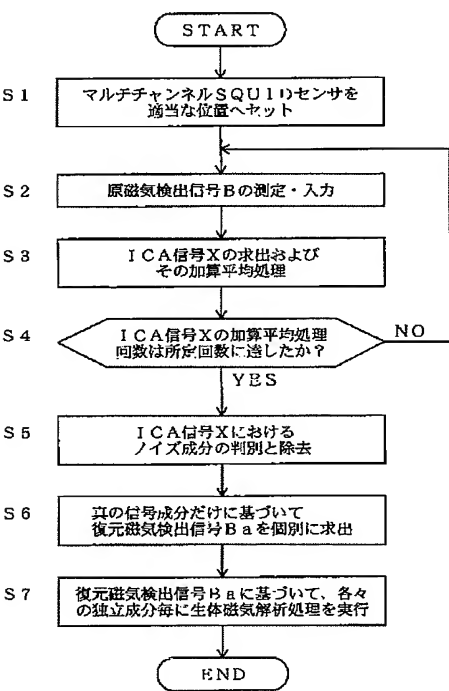 START
S1
マルチチャンネルSQUIDセンサを
適当な位置へセット
S2
原磁気検出信号Bの測定・入力
S3
ICA信号Xの求出および
その加算平均処理
S4
ICA信号Xの加算平均処理
回数は所定回数に達したか?
NO
YES
S5
ICA信号Xにおける
ノイズ成分の判別と除去
S6
真の信号成分だけに基づいて
復元磁気検出信号Baを個別に求出
S7
復元磁気検出信号Baに基づいて、各々
の独立成分毎に生体磁気解析処理を実行
END